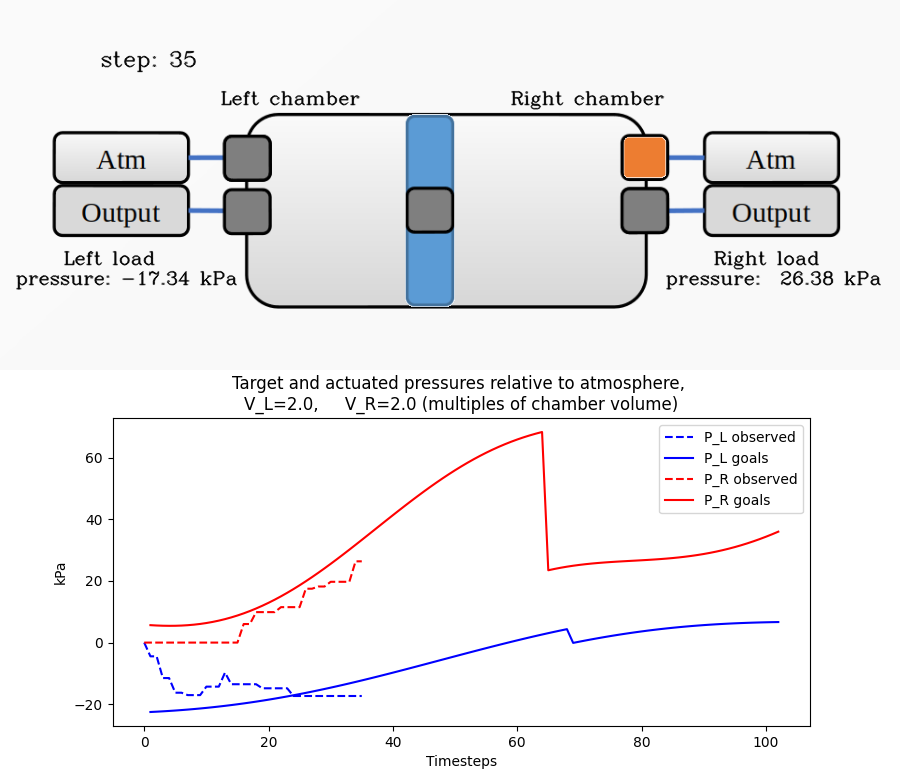 step: 35
Left chamber
Right chamber
Atm
Atm
Output
Output
Left load
pressure: −17.34 kPa
Right load
pressure: 26.38 kPa
Target and actuated pressures relative to atmosphere,
V_L=2.0, V_R=2.0 (multiples of chamber volume)
P_L observed
P_L goals
P_R observed
P_R goals
60
40
20
0
−20
kPa
0 20 40 60 80 100
Timesteps